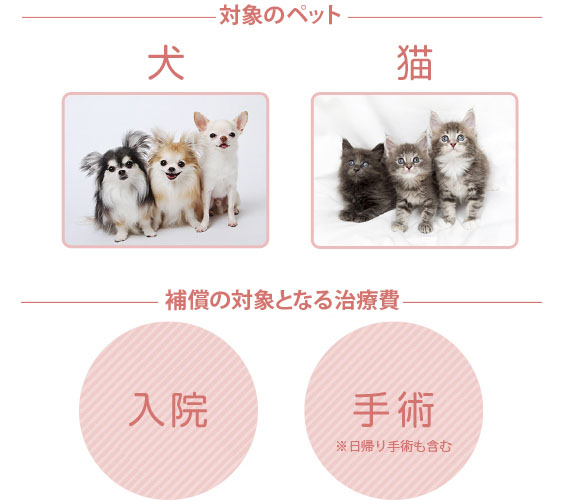 対象のペット
犬 猫
補償の対象となる治療費
入院 手術
※日帰り手術も含む